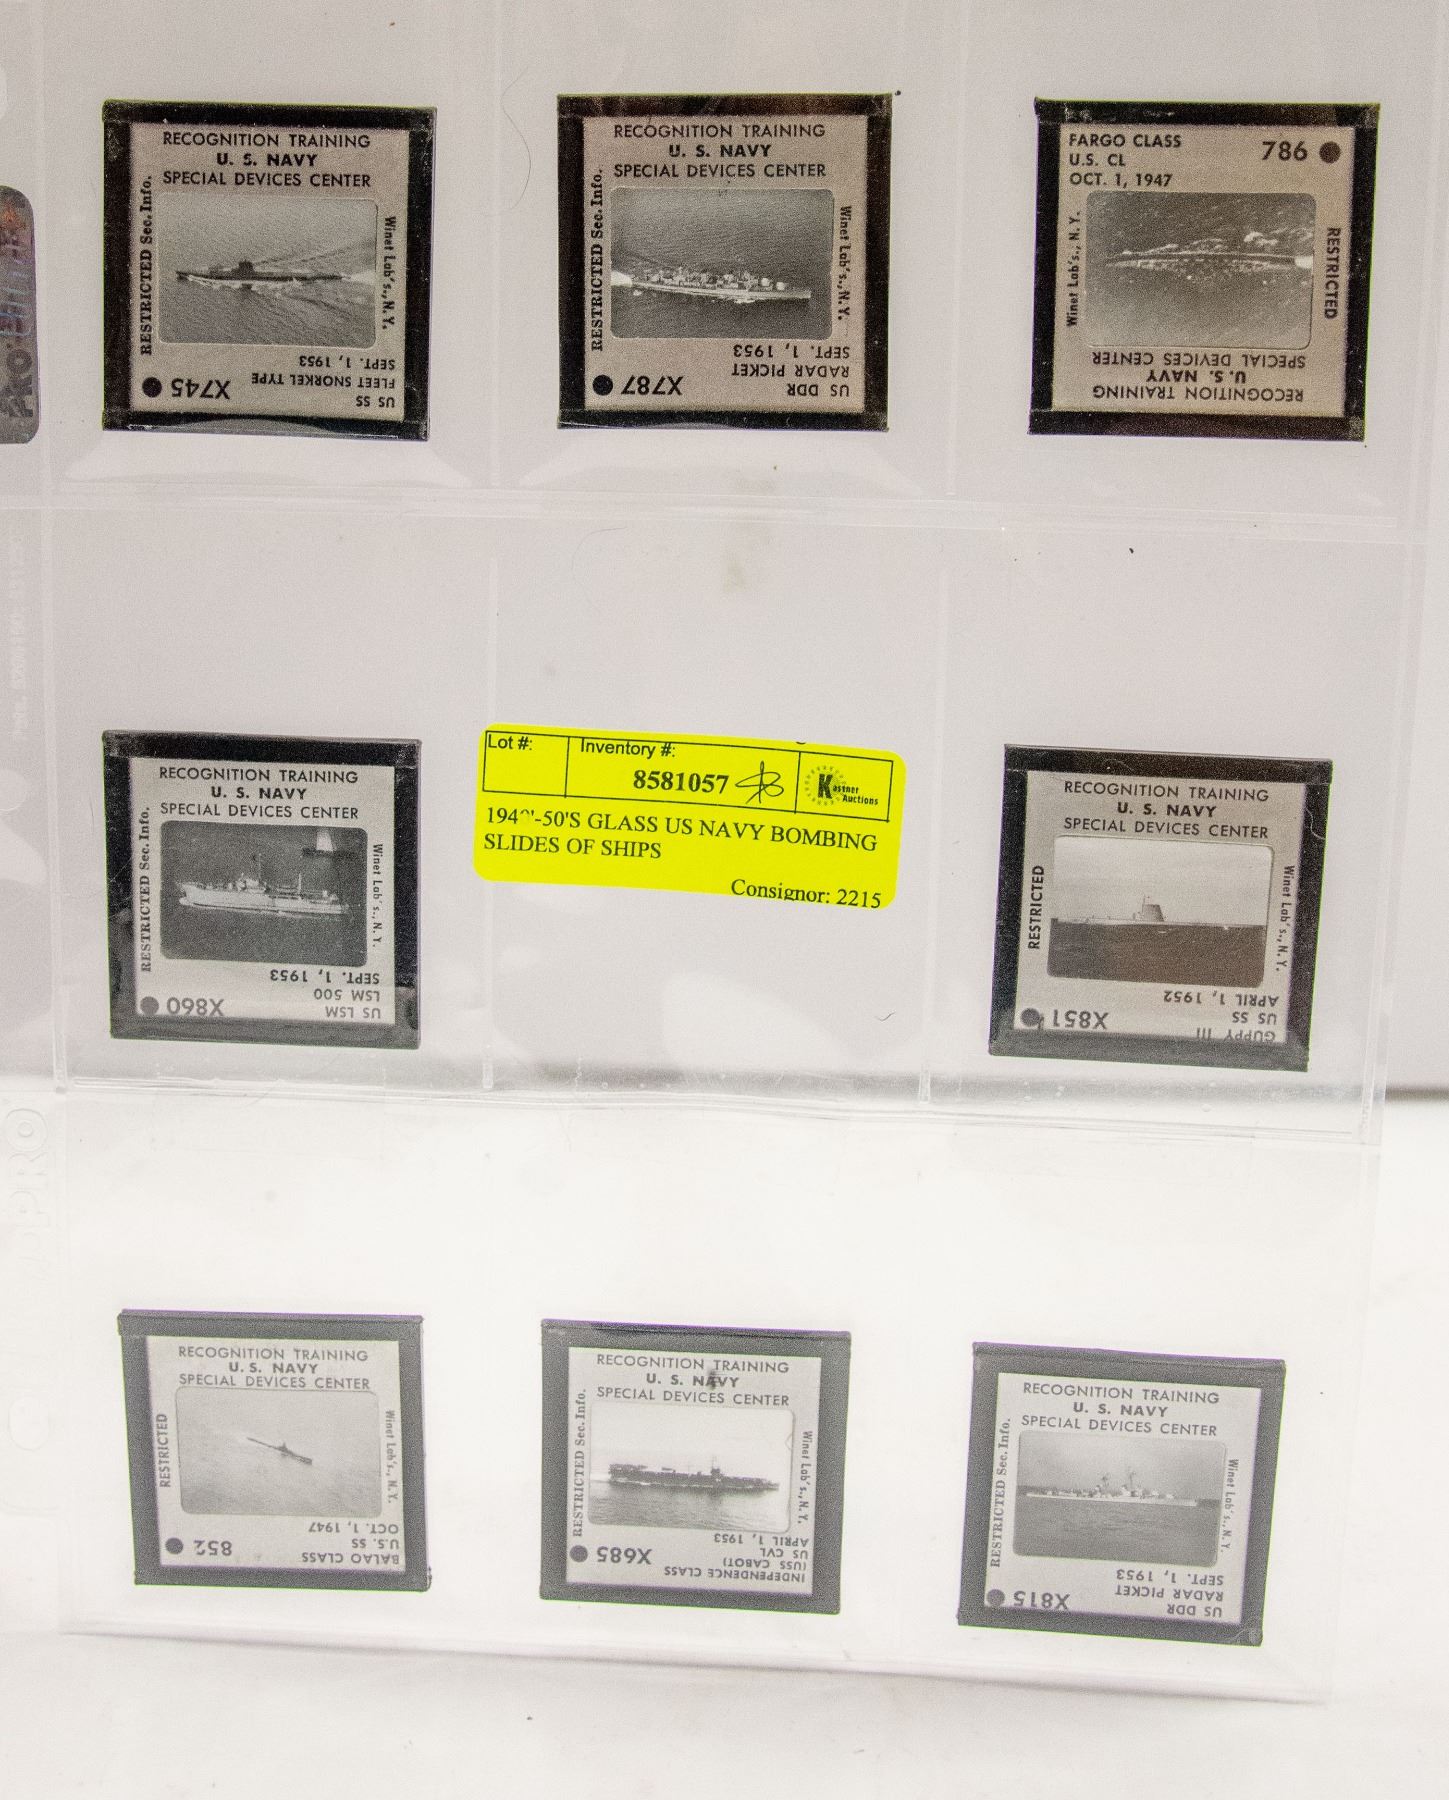 RECOGNITION TRAINING
U. S. NAVY
SPECIAL DEVICES CENTER
RESTRICTED Sec. Info.
Winet Lab's., N.Y.
US SS
FLEET SNORKEL TYPE
SEPT. 1, 1953
X745
RECOGNITION TRAINING
U. S. NAVY
SPECIAL DEVICES CENTER
RESTRICTED Sec. Info.
Winet Lab's., N.Y.
US DDR
RADAR PICKET
SEPT. 1, 1953
X787
FARGO CLASS
U.S. CL
OCT. 1, 1947
786
Winet Lab's., N.Y.
RESTRICTED
RECOGNITION TRAINING
U. S. NAVY
SPECIAL DEVICES CENTER
RECOGNITION TRAINING
U. S. NAVY
SPECIAL DEVICES CENTER
RESTRICTED Sec. Info.
Winet Lab's., N.Y.
US LSM
LSM 500
SEPT. 1, 1953
X860
Lot #:
Inventory #:
8581057
Kastner
Auctions
-50'S GLASS US NAVY BOMBING
SLIDES OF SHIPS
Consignor: 2215
RECOGNITION TRAINING
U. S. NAVY
SPECIAL DEVICES CENTER
RESTRICTED
Winet Lab's., N.Y.
GUPPY III
US SS
APRIL 1, 1952
X851
RECOGNITION TRAINING
U. S. NAVY
SPECIAL DEVICES CENTER
RESTRICTED
Winet Lab's., N.Y.
BALAO CLASS
U.S. SS
OCT. 1, 1947
852
RECOGNITION TRAINING
U. S. NAVY
SPECIAL DEVICES CENTER
RESTRICTED Sec. Info.
Winet Lab's., N.Y.
INDEPENDENCE CLASS
(USS CABOT)
US CVL
APRIL 1, 1953
X685
RECOGNITION TRAINING
U. S. NAVY
SPECIAL DEVICES CENTER
RESTRICTED Sec. Info.
Winet Lab's., N.Y.
US DDR
RADAR PICKET
SEPT. 1, 1953
X815